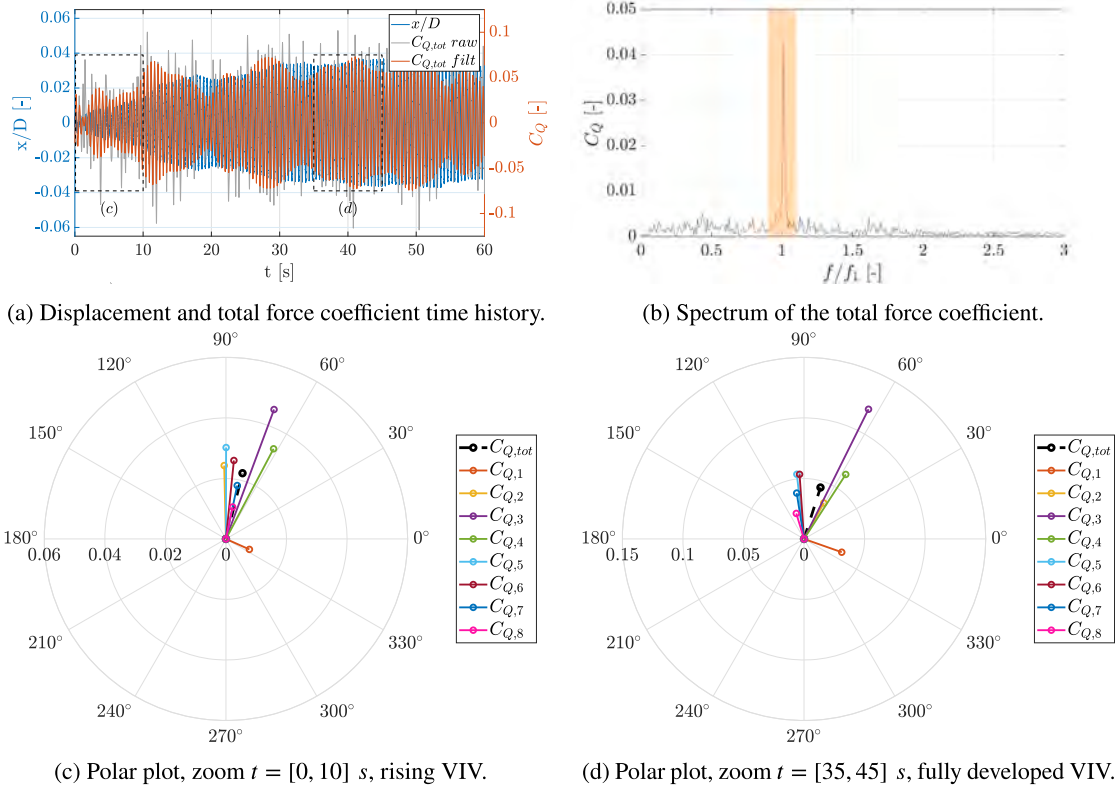 0.06
0.04
0.02
0
-0.02
-0.04
-0.06
x/D [-]
x/D
C_{Q,tot} raw
C_{Q,tot} filt
0.1
0.05
0
-0.05
-0.1
C_Q [-]
(c)
(d)
0 10 20 30 40 50 60
t [s]
0.05
0.04
0.03
0.02
0.01
0
C_Q [-]
0 0.5 1 1.5 2 2.5 3
f/f_1 [-]
(a) Displacement and total force coefficient time history.
(b) Spectrum of the total force coefficient.
90°
120° 60°
150° 30°
180° 0°
0.06 0.04 0.02 0
210° 330°
240° 300°
270°
C_{Q,tot}
C_{Q,1}
C_{Q,2}
C_{Q,3}
C_{Q,4}
C_{Q,5}
C_{Q,6}
C_{Q,7}
C_{Q,8}
90°
120° 60°
150° 30°
180° 0°
0.15 0.1 0.05 0
210° 330°
240° 300°
270°
C_{Q,tot}
C_{Q,1}
C_{Q,2}
C_{Q,3}
C_{Q,4}
C_{Q,5}
C_{Q,6}
C_{Q,7}
C_{Q,8}
(c) Polar plot, zoom t = [0, 10] s, rising VIV.
(d) Polar plot, zoom t = [35, 45] s, fully developed VIV.